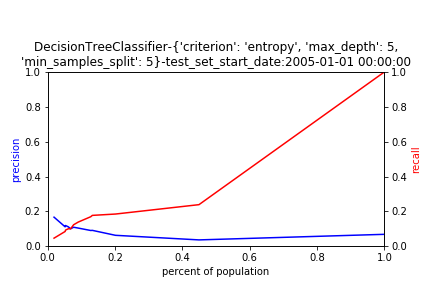 DecisionTreeClassifier-{'criterion': 'entropy', 'max_depth': 5,
'min_samples_split': 5}-test_set_start_date:2005-01-01 00:00:00
1.0
0.8
0.6
0.4
0.2
0.0
precision
1.0
0.8
0.6
0.4
0.2
0.0
recall
0.0 0.2 0.4 0.6 0.8 1.0
percent of population